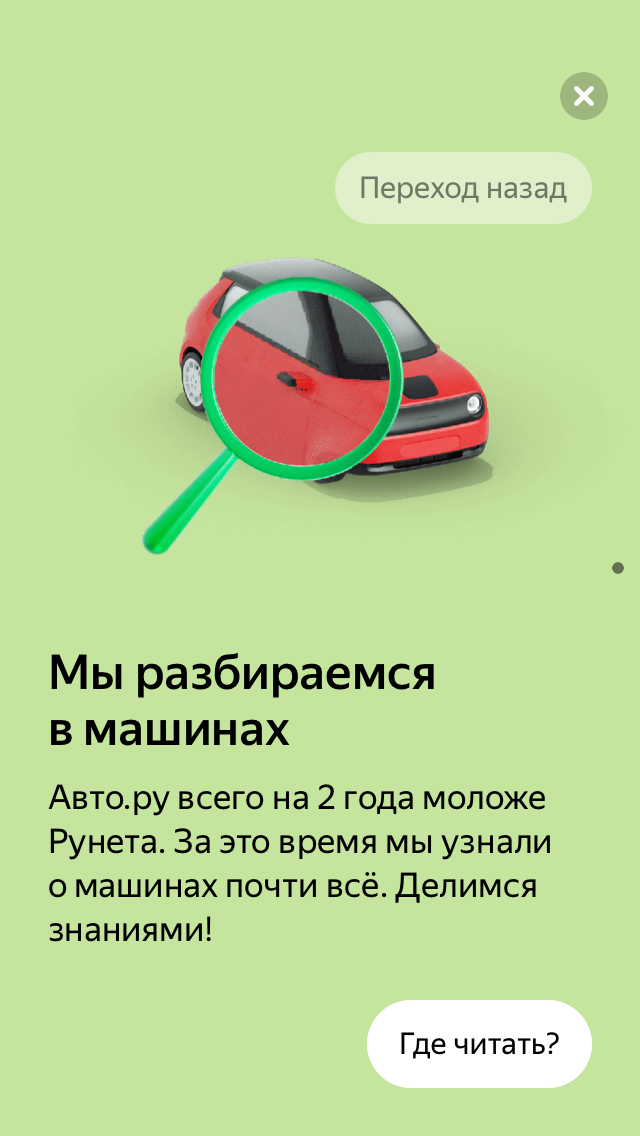 Переход назад
Мы разбираемся
в машинах
Авто.ру всего на 2 года моложе
Рунета. За это время мы узнали
о машинах почти всё. Делимся
знаниями!
Где читать?